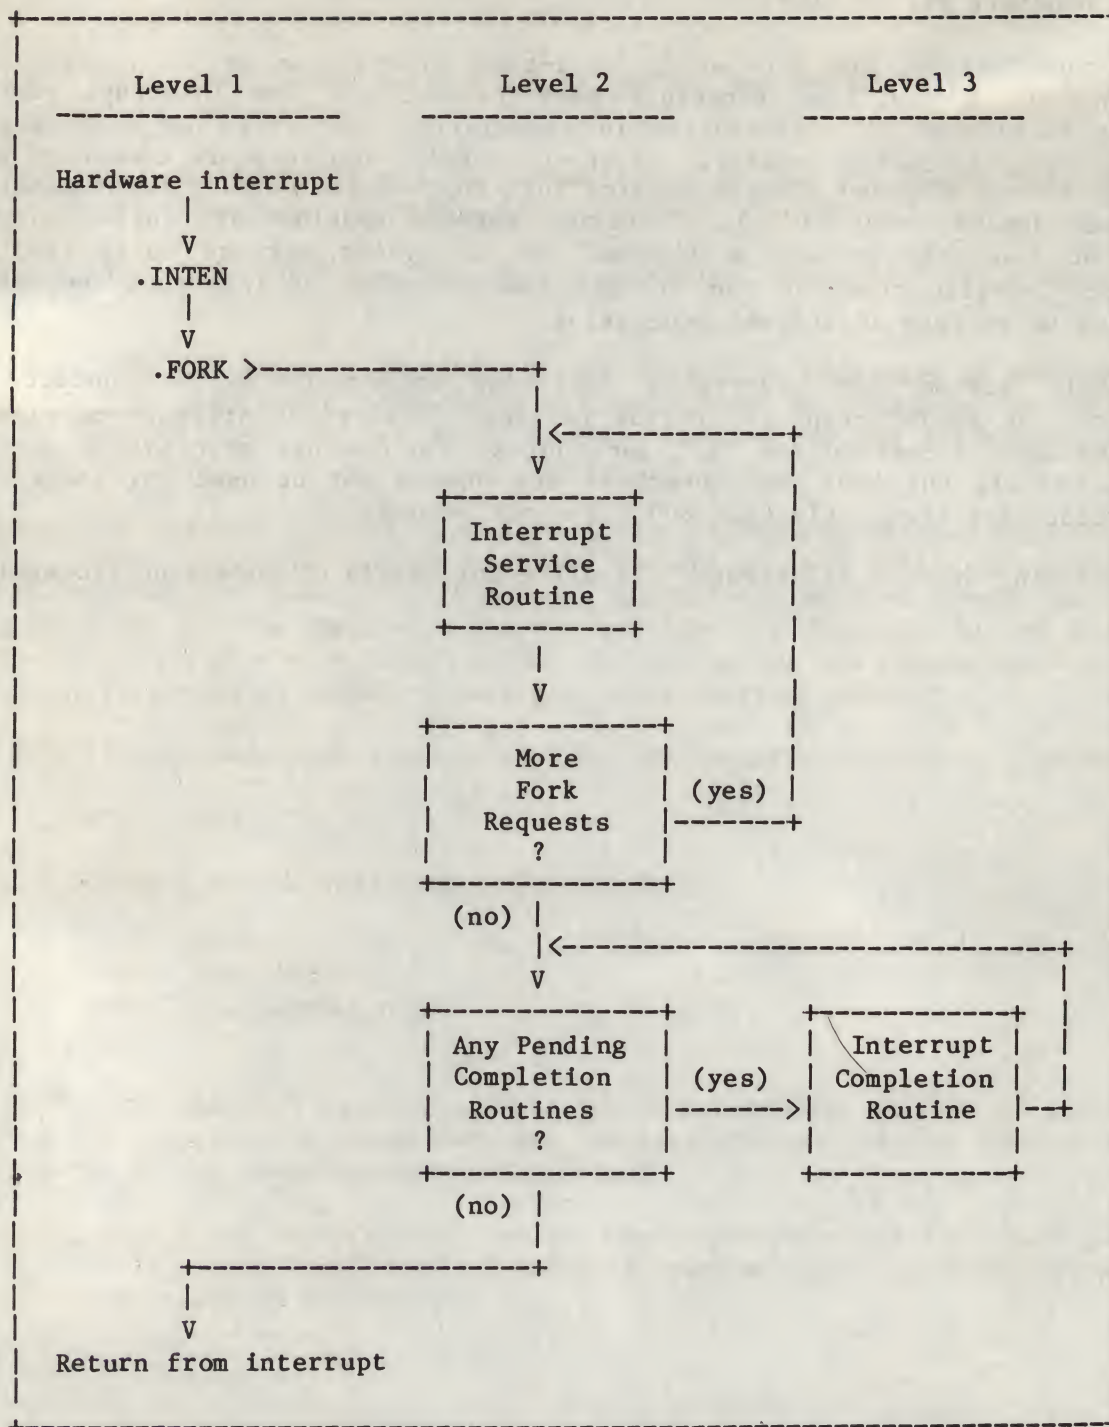 Level 1 Level 2 Level 3
Hardware interrupt
.INTEN
.FORK
Interrupt
Service
Routine
More
Fork (yes)
Requests
?
(no)
Any Pending Interrupt
Completion (yes) Completion
Routines Routine
?
(no)
Return from interrupt